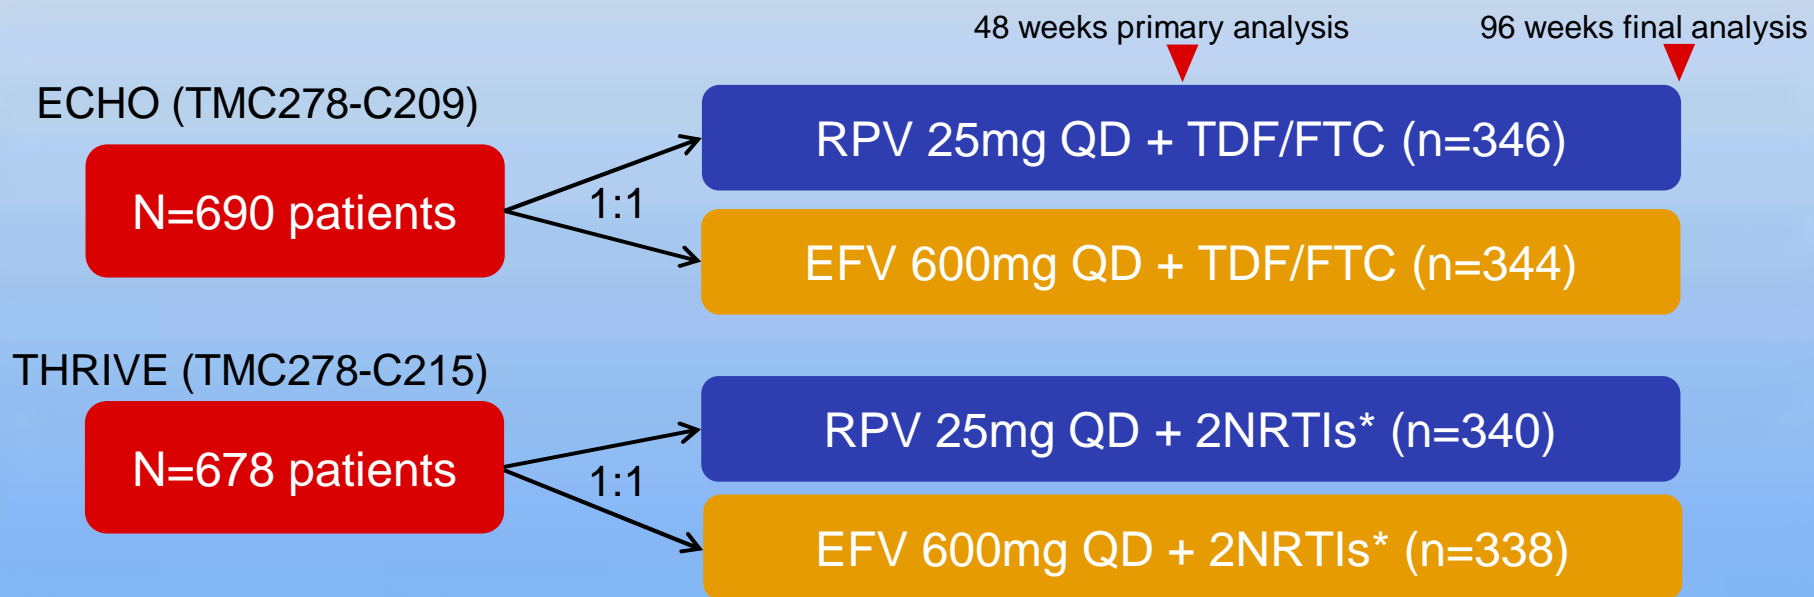 48 weeks primary analysis
96 weeks final analysis
ECHO (TMC278-C209)
N=690 patients
1:1
RPV 25mg QD + TDF/FTC (n=346)
EFV 600mg QD + TDF/FTC (n=344)
THRIVE (TMC278-C215)
N=678 patients
1:1
RPV 25mg QD + 2NRTIs* (n=340)
EFV 600mg QD + 2NRTIs* (n=338)